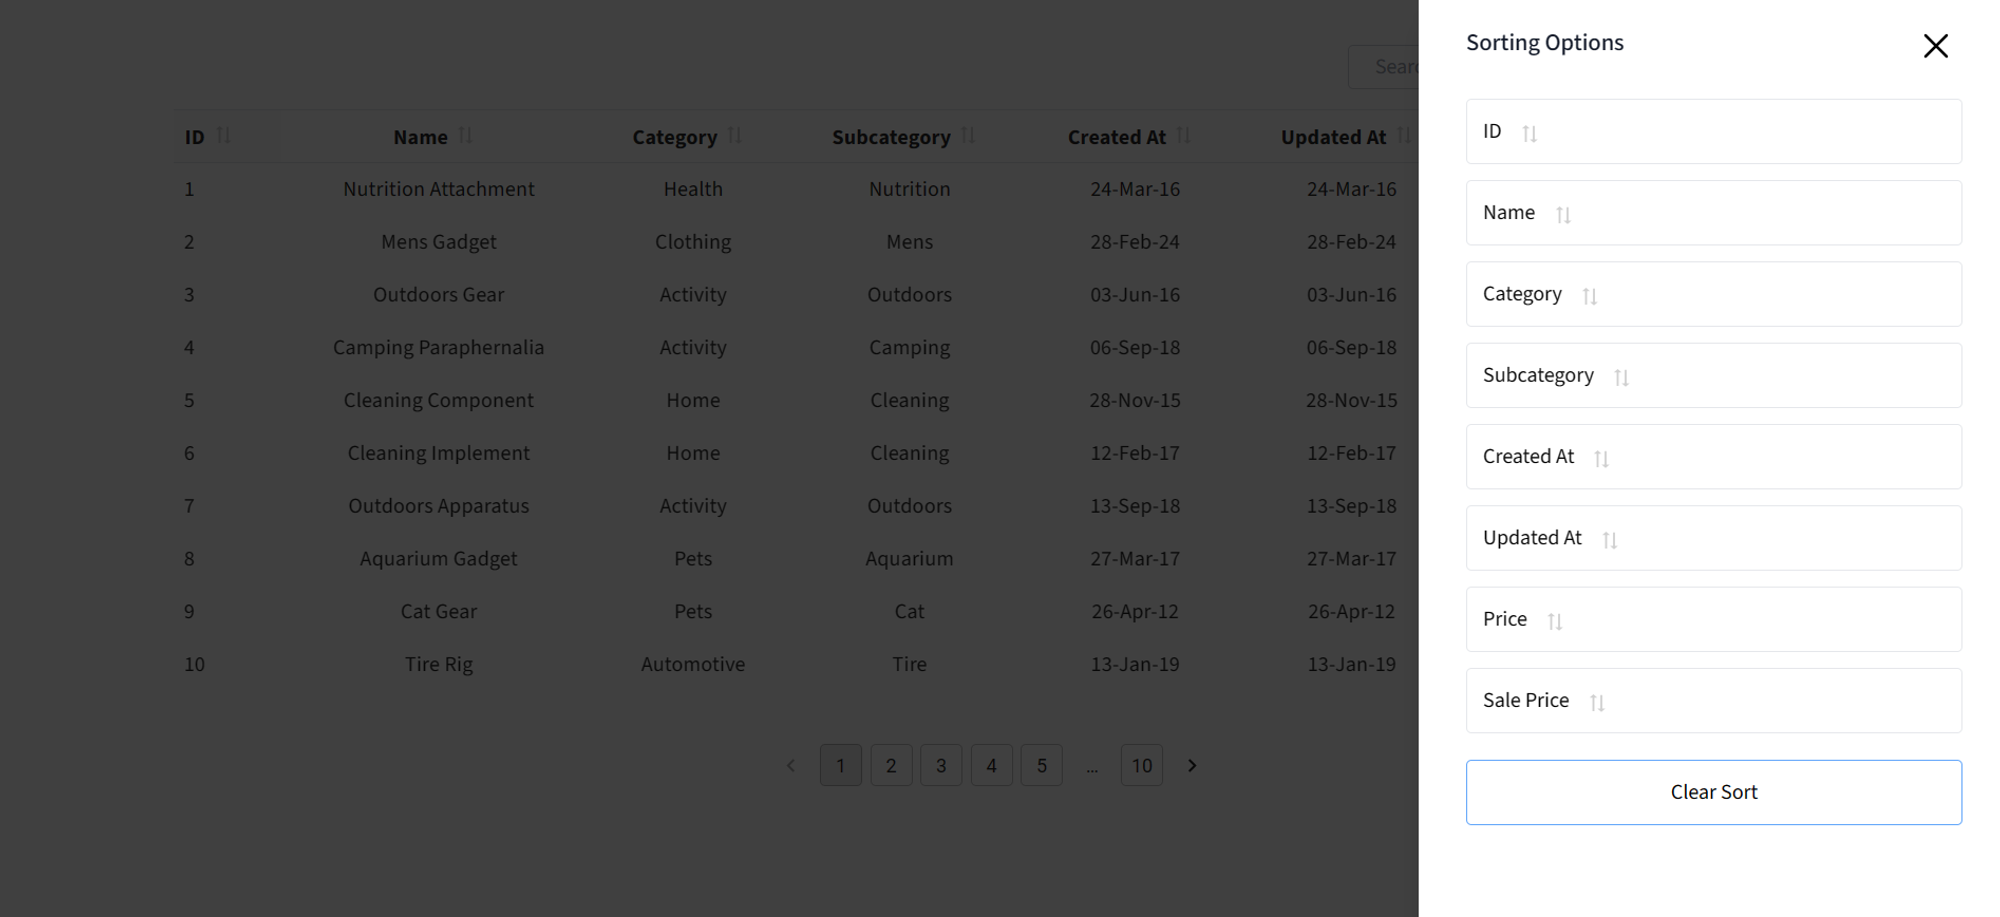 Sear
ID Name Category Subcategory Created At Updated At
1 Nutrition Attachment Health Nutrition 24-Mar-16 24-Mar-16
2 Mens Gadget Clothing Mens 28-Feb-24 28-Feb-24
3 Outdoors Gear Activity Outdoors 03-Jun-16 03-Jun-16
4 Camping Paraphernalia Activity Camping 06-Sep-18 06-Sep-18
5 Cleaning Component Home Cleaning 28-Nov-15 28-Nov-15
6 Cleaning Implement Home Cleaning 12-Feb-17 12-Feb-17
7 Outdoors Apparatus Activity Outdoors 13-Sep-18 13-Sep-18
8 Aquarium Gadget Pets Aquarium 27-Mar-17 27-Mar-17
9 Cat Gear Pets Cat 26-Apr-12 26-Apr-12
10 Tire Rig Automotive Tire 13-Jan-19 13-Jan-19
1 2 3 4 5 ... 10
Sorting Options
ID
Name
Category
Subcategory
Created At
Updated At
Price
Sale Price
Clear Sort